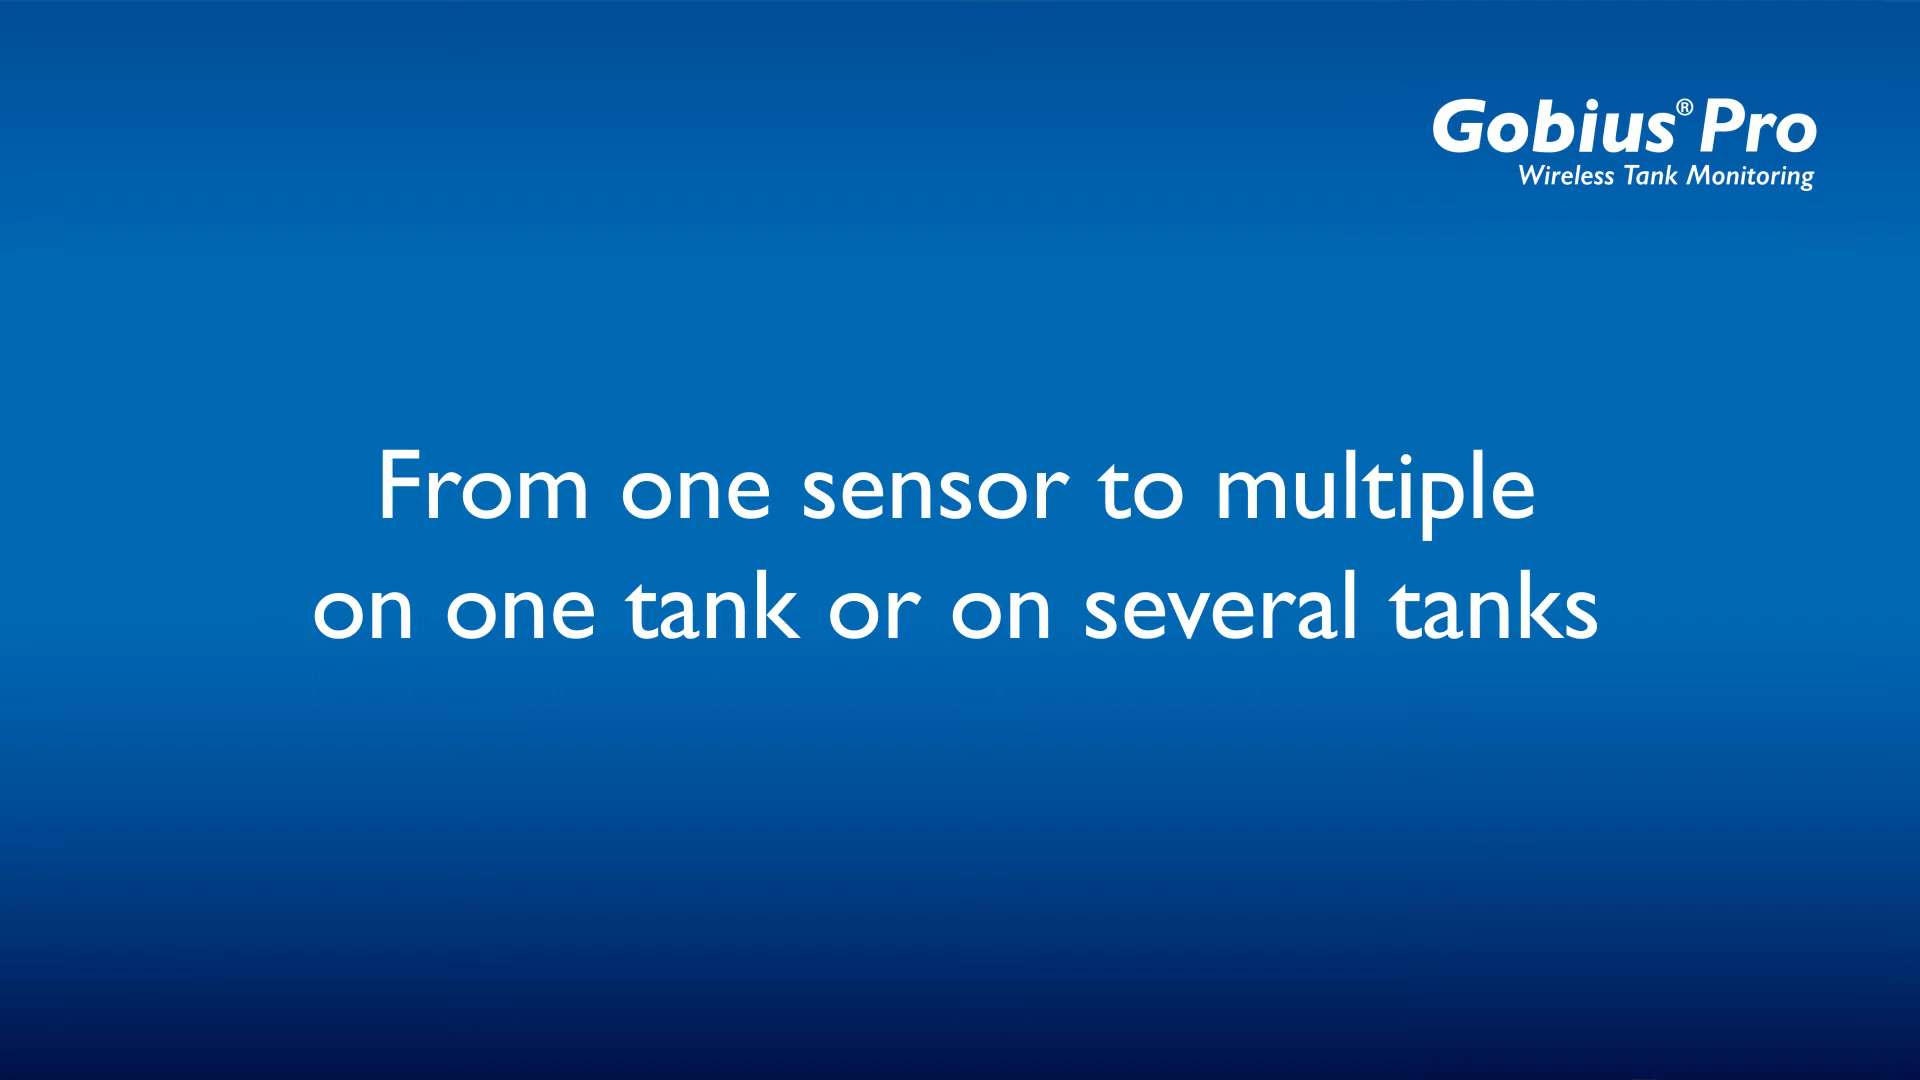 Gobius® Pro
Wireless Tank Monitoring
From one sensor to multiple
on one tank or on several tanks